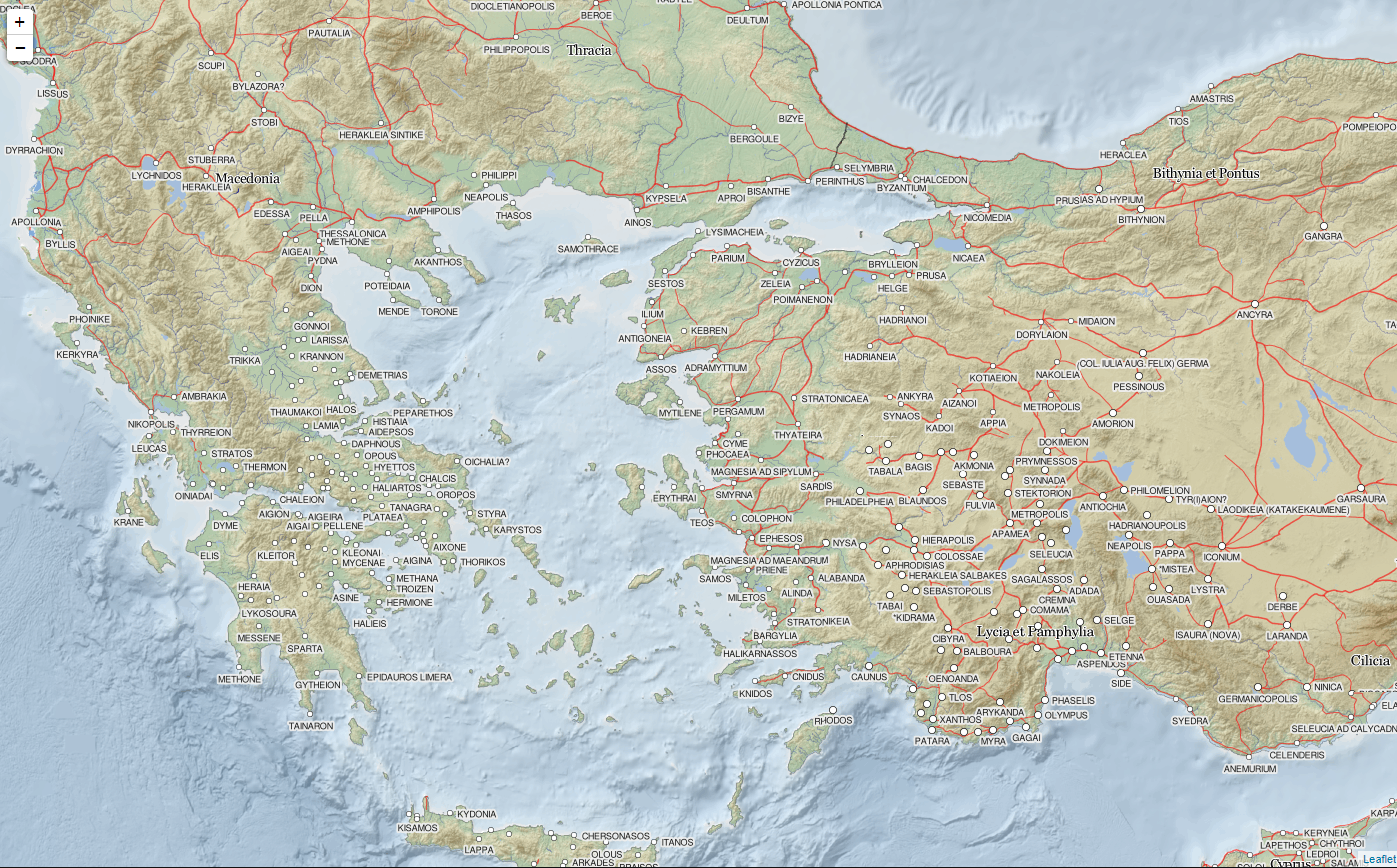 DIOCLETIANOPOLIS
BEROE
DEULTUM
APOLLONIA PONTICA
+
−
PAUTALIA
PHILIPPOPOLIS
Thracia
SCODRA
SCUPI
LISSUS
BYLAZORA?
STOBI
HERAKLEIA SINTIKE
BIZYE
BERGOULE
AMASTRIS
TIOS
POMPEIOPO
DYRRACHION
STUBERRA
LYCHNIDOS
HERAKLEIA
Macedonia
PHILIPPI
SELYMBRIA
PERINTHUS
CHALCEDON
BYZANTIUM
HERACLEA
Bithynia et Pontus
NEAPOLIS
KYPSELA
APROI
BISANTHE
PRUSIAS AD HYPIUM
APOLLONIA
EDESSA
PELLA
AMPHIPOLIS
THASOS
AINOS
NICOMEDIA
BITHYNION
BYLLIS
THESSALONICA
METHONE
AIGEAI
PYDNA
SAMOTHRACE
LYSIMACHEIA
GANGRA
AKANTHOS
PARIUM
CYZICUS
BRYLLEION
NICAEA
DION
POTEIDAIA
SESTOS
ZELEIA
PRUSA
HELGE
POIMANENON
MENDE
TORONE
PHOINIKE
GONNOI
ILIUM
HADRIANOI
MIDAION
ANCYRA
TA
KERKYRA
LARISSA
KEBREN
ANTIGONEIA
DORYLAION
TRIKKA
KRANNON
ASSOS
ADRAMYTTIUM
HADRIANEIA
(COL. IULIA AUG. FELIX) GERMA
DEMETRIAS
KOTIAEION
NAKOLEIA
PESSINOUS
AMBRAKIA
THAUMAKOI
HALOS
PEPARETHOS
MYTILENE
PERGAMUM
STRATONICAEA
ANKYRA
AIZANOI
SYNAOS
METROPOLIS
NIKOPOLIS
LAMIA
HISTIAIA
AIDEPSOS
KADOI
APPIA
AMORION
THYRREION
LEUCAS
DAPHNOUS
THYATEIRA
CYME
DOKIMEION
STRATOS
OPOUS
OICHALIA?
PHOCAEA
THERMON
HYETTOS
MAGNESIA AD SIPYLUM
TABALA
BAGIS
AKMONIA
PRYMNESSOS
CHALCIS
SARDIS
SEBASTE
SYNNADA
OINIADAI
HALIARTOS
OROPOS
ERYTHRAI
SMYRNA
PHILADELPHEIA
BLAUNDOS
FULVIA
STEKTORION
PHILOMELION
TYR(I)AION?
GARSAURA
CHALEION
TANAGRA
ANTIOCHIA
LAODIKEIA (KATAKEKAUMENE)
KRANE
DYME
AIGION
AIGEIRA
PLATAEA
STYRA
TEOS
COLOPHON
METROPOLIS
HADRIANOUPOLIS
AIGAI
PELLENE
KARYSTOS
APAMEA
ELIS
KLEITOR
KLEONAI
AIXONE
EPHESOS
NYSA
HIERAPOLIS
NEAPOLIS
PAPPA
ICONIUM
MYCENAE
AIGINA
THORIKOS
MAGNESIA AD MAEANDRUM
COLOSSAE
SELEUCIA
APHRODISIAS
PRIENE
SAMOS
ALABANDA
HERAKLEIA SALBAKES
SAGALASSOS
*MISTEA
HERAIA
METHANA
TROIZEN
ASINE
MILETOS
ALINDA
SEBASTOPOLIS
ADADA
CREMNA
OUASADA
LYSTRA
HERMIONE
TABAI
COMAMA
DERBE
LYKOSOURA
HALIEIS
STRATONIKEIA
*KIDRAMA
SELGE
MESSENE
BARGYLIA
CIBYRA
Lycia et Pamphylia
ISAURA (NOVA)
LARANDA
SPARTA
HALIKARNASSOS
BALBOURA
ETENNA
ASPENDOS
Cilicia
METHONE
EPIDAUROS LIMERA
CNIDUS
CAUNUS
OENOANDA
SIDE
GYTHEION
KNIDOS
TLOS
PHASELIS
GERMANICOPOLIS
NINICA
TAINARON
RHODOS
XANTHOS
ARYKANDA
OLYMPUS
SYEDRA
ELA
PATARA
MYRA
GAGAI
SELEUCIA AD CALYCADN
CELENDERIS
ANEMURIUM
KYDONIA
KISAMOS
KARPA
CHERSONASOS
ITANOS
KERYNEIA
LAPPA
OLOUS
LAPETHOS
CHYTHROI
ARKADES
LEDROI
Cyprus
SALAM
Leaflet